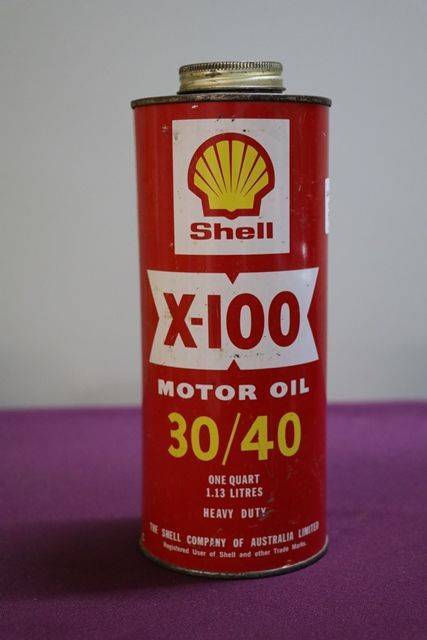 Shell
X-100
MOTOR OIL
30/40
ONE QUART
1.13 LITRES
HEAVY DUTY
THE SHELL COMPANY OF AUSTRALIA LIMITED
Registered User of Shell and other Trade Marks.